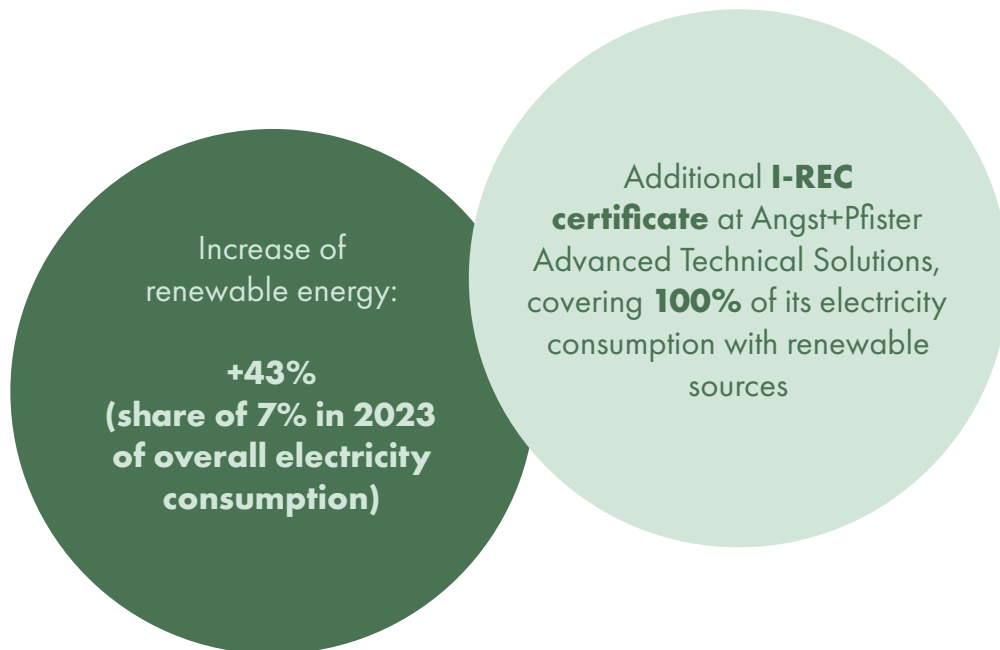 Increase of
renewable energy:
+43%
(share of 7% in 2023
of overall electricity
consumption)
Additional I-REC
certificate at Angst+Pfister
Advanced Technical Solutions,
covering 100% of its electricity
consumption with renewable
sources